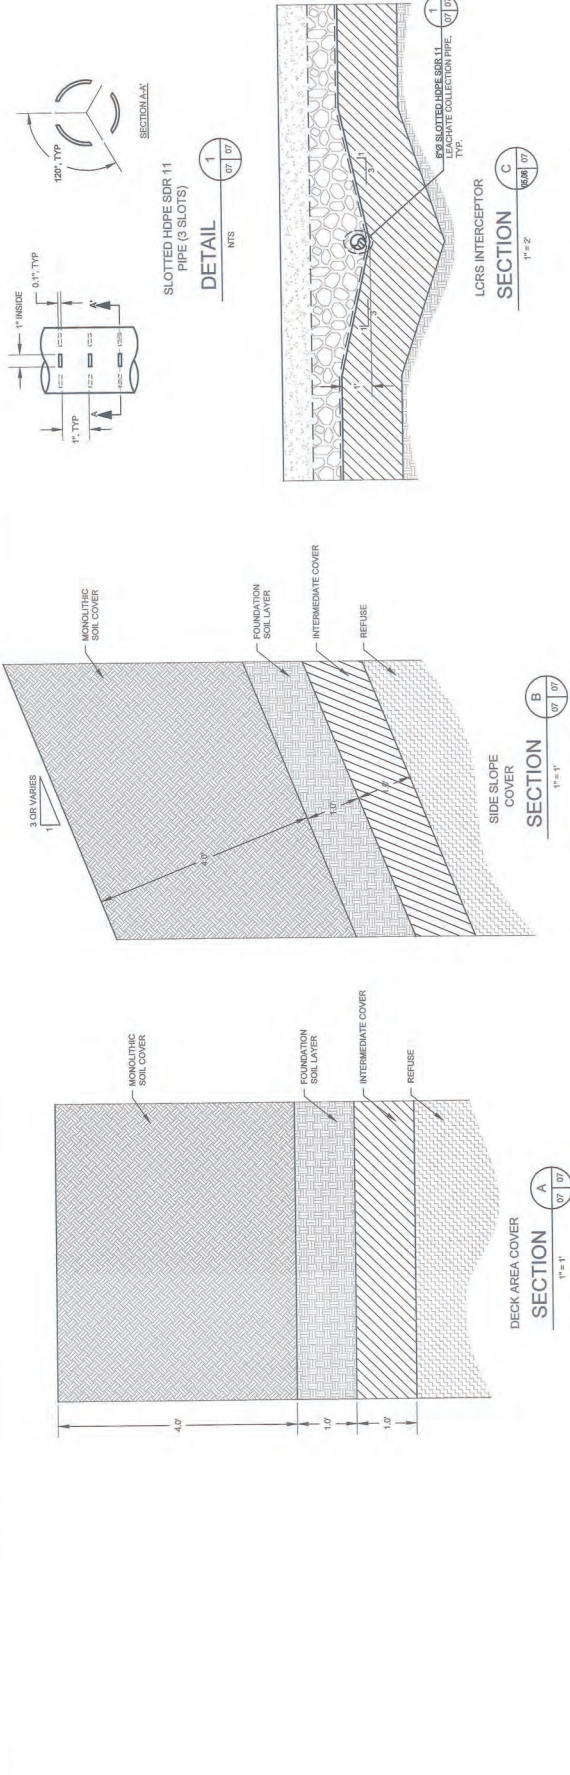 4.0'
1.0'
1.0'
MONOLITHIC
SOIL COVER
FOUNDATION
SOIL LAYER
INTERMEDIATE COVER
REFUSE
DECK AREA COVER
SECTION
A
07 07
1" = 1'
3 OR VARIES
1
4.0'
1.0'
MONOLITHIC
SOIL COVER
FOUNDATION
SOIL LAYER
INTERMEDIATE COVER
REFUSE
SIDE SLOPE
COVER
SECTION
B
07 07
1" = 1'
1" INSIDE
0.1", TYP
1", TYP
A
A'
120°, TYP
SECTION A-A'
SLOTTED HDPE SDR 11
PIPE (3 SLOTS)
DETAIL
1
07 07
NTS
1'
1
3
3
1
6"Ø SLOTTED HDPE SDR 11
LEACHATE COLLECTION PIPE,
TYP.
1
07
LCRS INTERCEPTOR
SECTION
C
05,06 07
1" = 2'